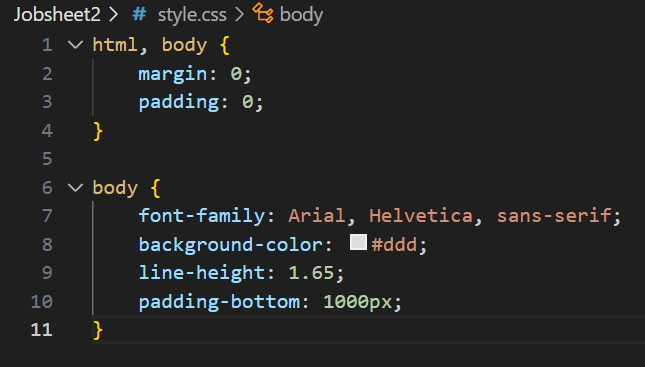 Jobsheet2 > # style.css > body
1 html, body {
2 margin: 0;
3 padding: 0;
4 }
5
6 body {
7 font-family: Arial, Helvetica, sans-serif;
8 background-color: #ddd;
9 line-height: 1.65;
10 padding-bottom: 1000px;
11 }